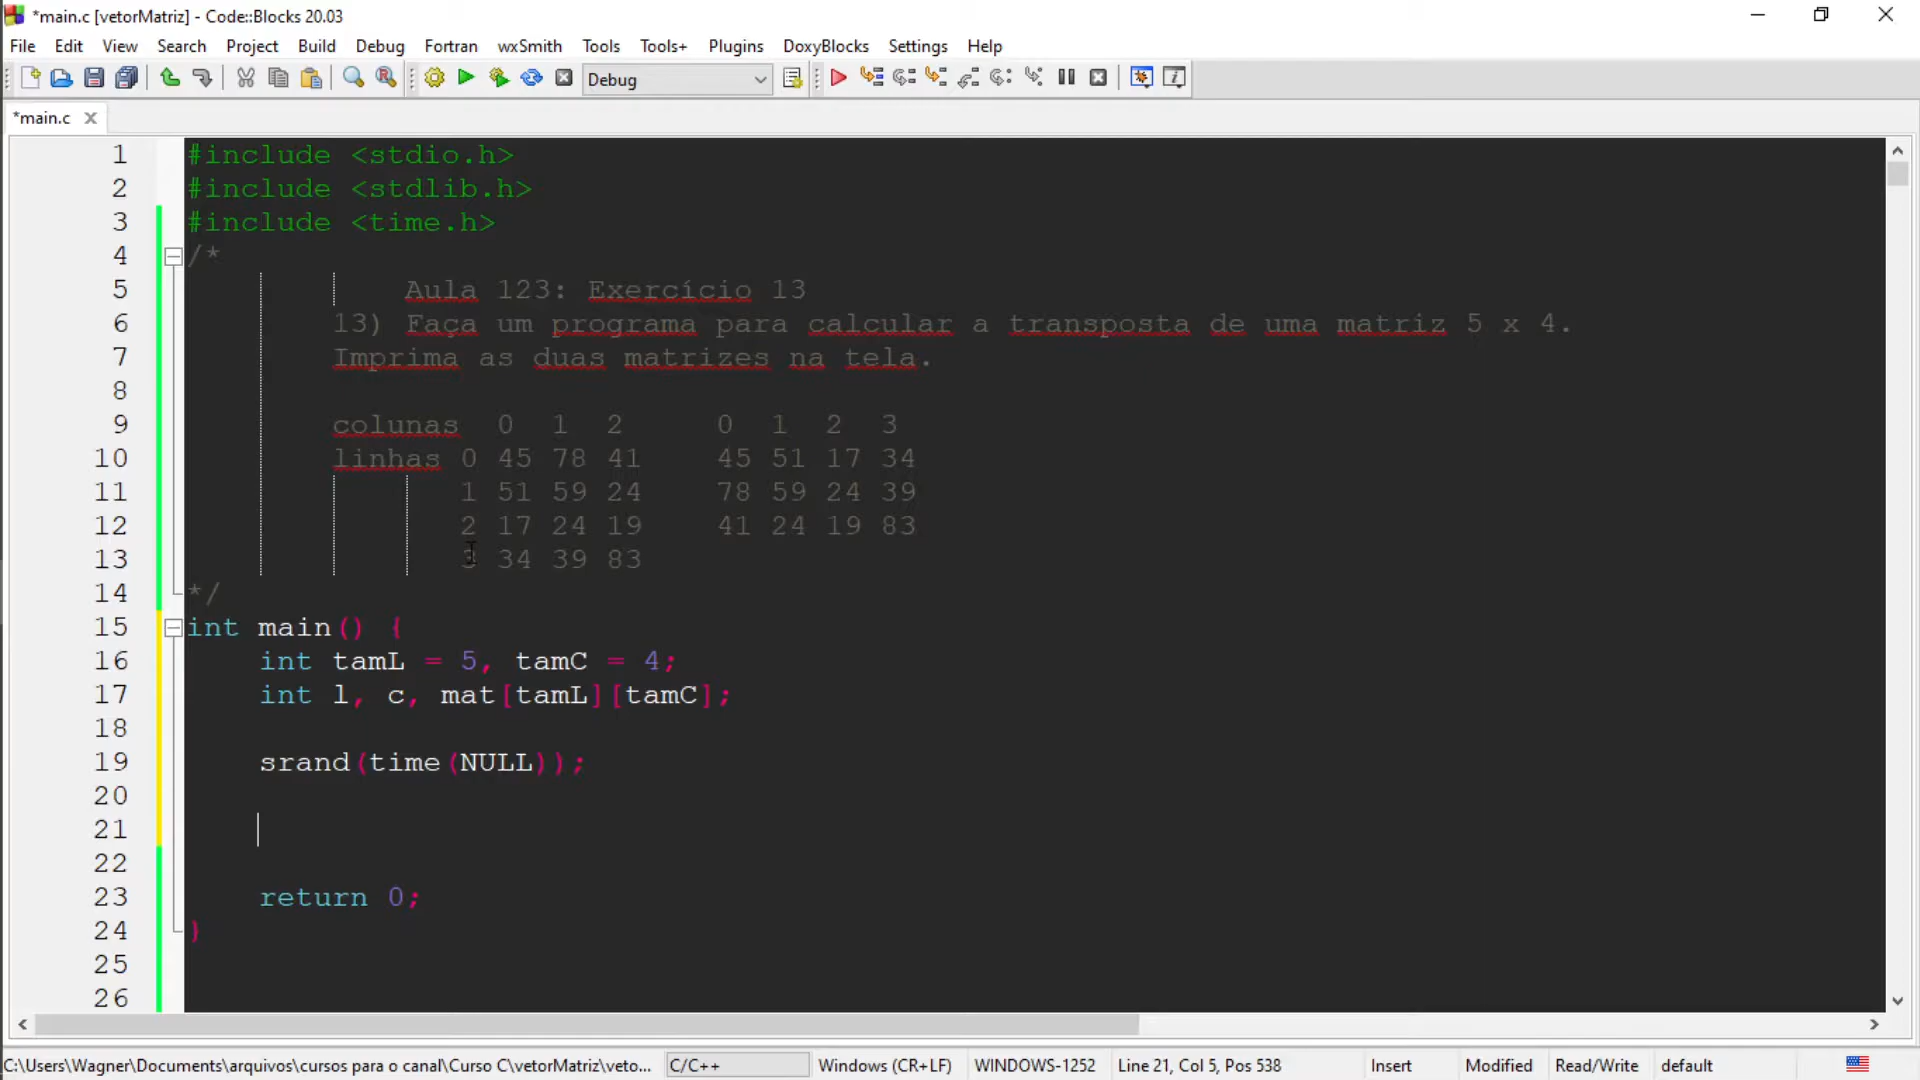 *main.c [vetorMatriz] - Code::Blocks 20.03
File Edit View Search Project Build Debug Fortran wxSmith Tools Tools+ Plugins DoxyBlocks Settings Help
Debug
*main.c
1 #include <stdio.h>
2 #include <stdlib.h>
3 #include <time.h>
4 /*
5 Aula 123: Exercício 13
6 13) Faça um programa para calcular a transposta de uma matriz 5 x 4.
7 Imprima as duas matrizes na tela.
8
9 colunas 0 1 2 0 1 2 3
10 linhas 0 45 78 41 45 51 17 34
11 1 51 59 24 78 59 24 39
12 2 17 24 19 41 24 19 83
13 3 34 39 83
14 */
15 int main() {
16 int tamL = 5, tamC = 4;
17 int l, c, mat[tamL][tamC];
18
19 srand(time(NULL));
20
21
22
23 return 0;
24 }
25
26
C:\Users\Wagner\Documents\arquivos\cursos para o canal\Curso C\vetorMatriz\veto... C/C++ Windows (CR+LF) WINDOWS-1252 Line 21, Col 5, Pos 538 Insert Modified Read/Write default